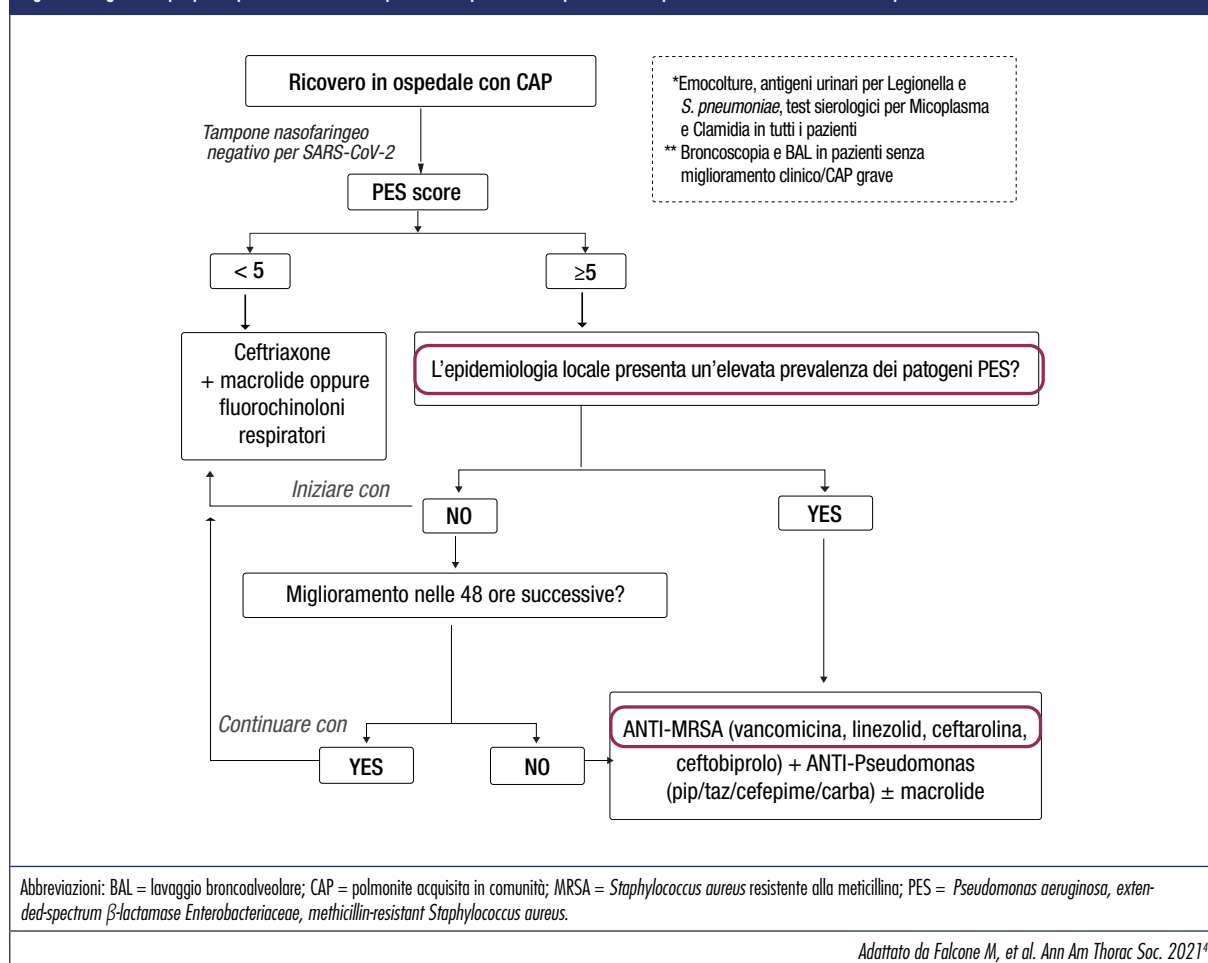 Ricovero in ospedale con CAP
*Emocolture, antigeni urinari per Legionella e
S. pneumoniae, test sierologici per Micoplasma
e Clamidia in tutti i pazienti
** Broncoscopia e BAL in pazienti senza
miglioramento clinico/CAP grave
Tampone nasofaringeo
negativo per SARS-CoV-2
PES score
< 5
≥5
Ceftriaxone
+ macrolide oppure
fluorochinoloni
respiratori
L'epidemiologia locale presenta un'elevata prevalenza dei patogeni PES?
Iniziare con
NO
YES
Miglioramento nelle 48 ore successive?
Continuare con
YES
NO
ANTI-MRSA (vancomicina, linezolid, ceftarolina,
ceftobiprolo) + ANTI-Pseudomonas
(pip/taz/cefepime/carba) ± macrolide
Abbreviazioni: BAL = lavaggio broncoalveolare; CAP = polmonite acquisita in comunità; MRSA = Staphylococcus aureus resistente alla meticillina; PES = Pseudomonas aeruginosa, exten-
ded-spectrum β-lactamase Enterobacteriaceae, methicillin-resistant Staphylococcus aureus.
Adattato da Falcone M, et al. Ann Am Thorac Soc. 2021⁴